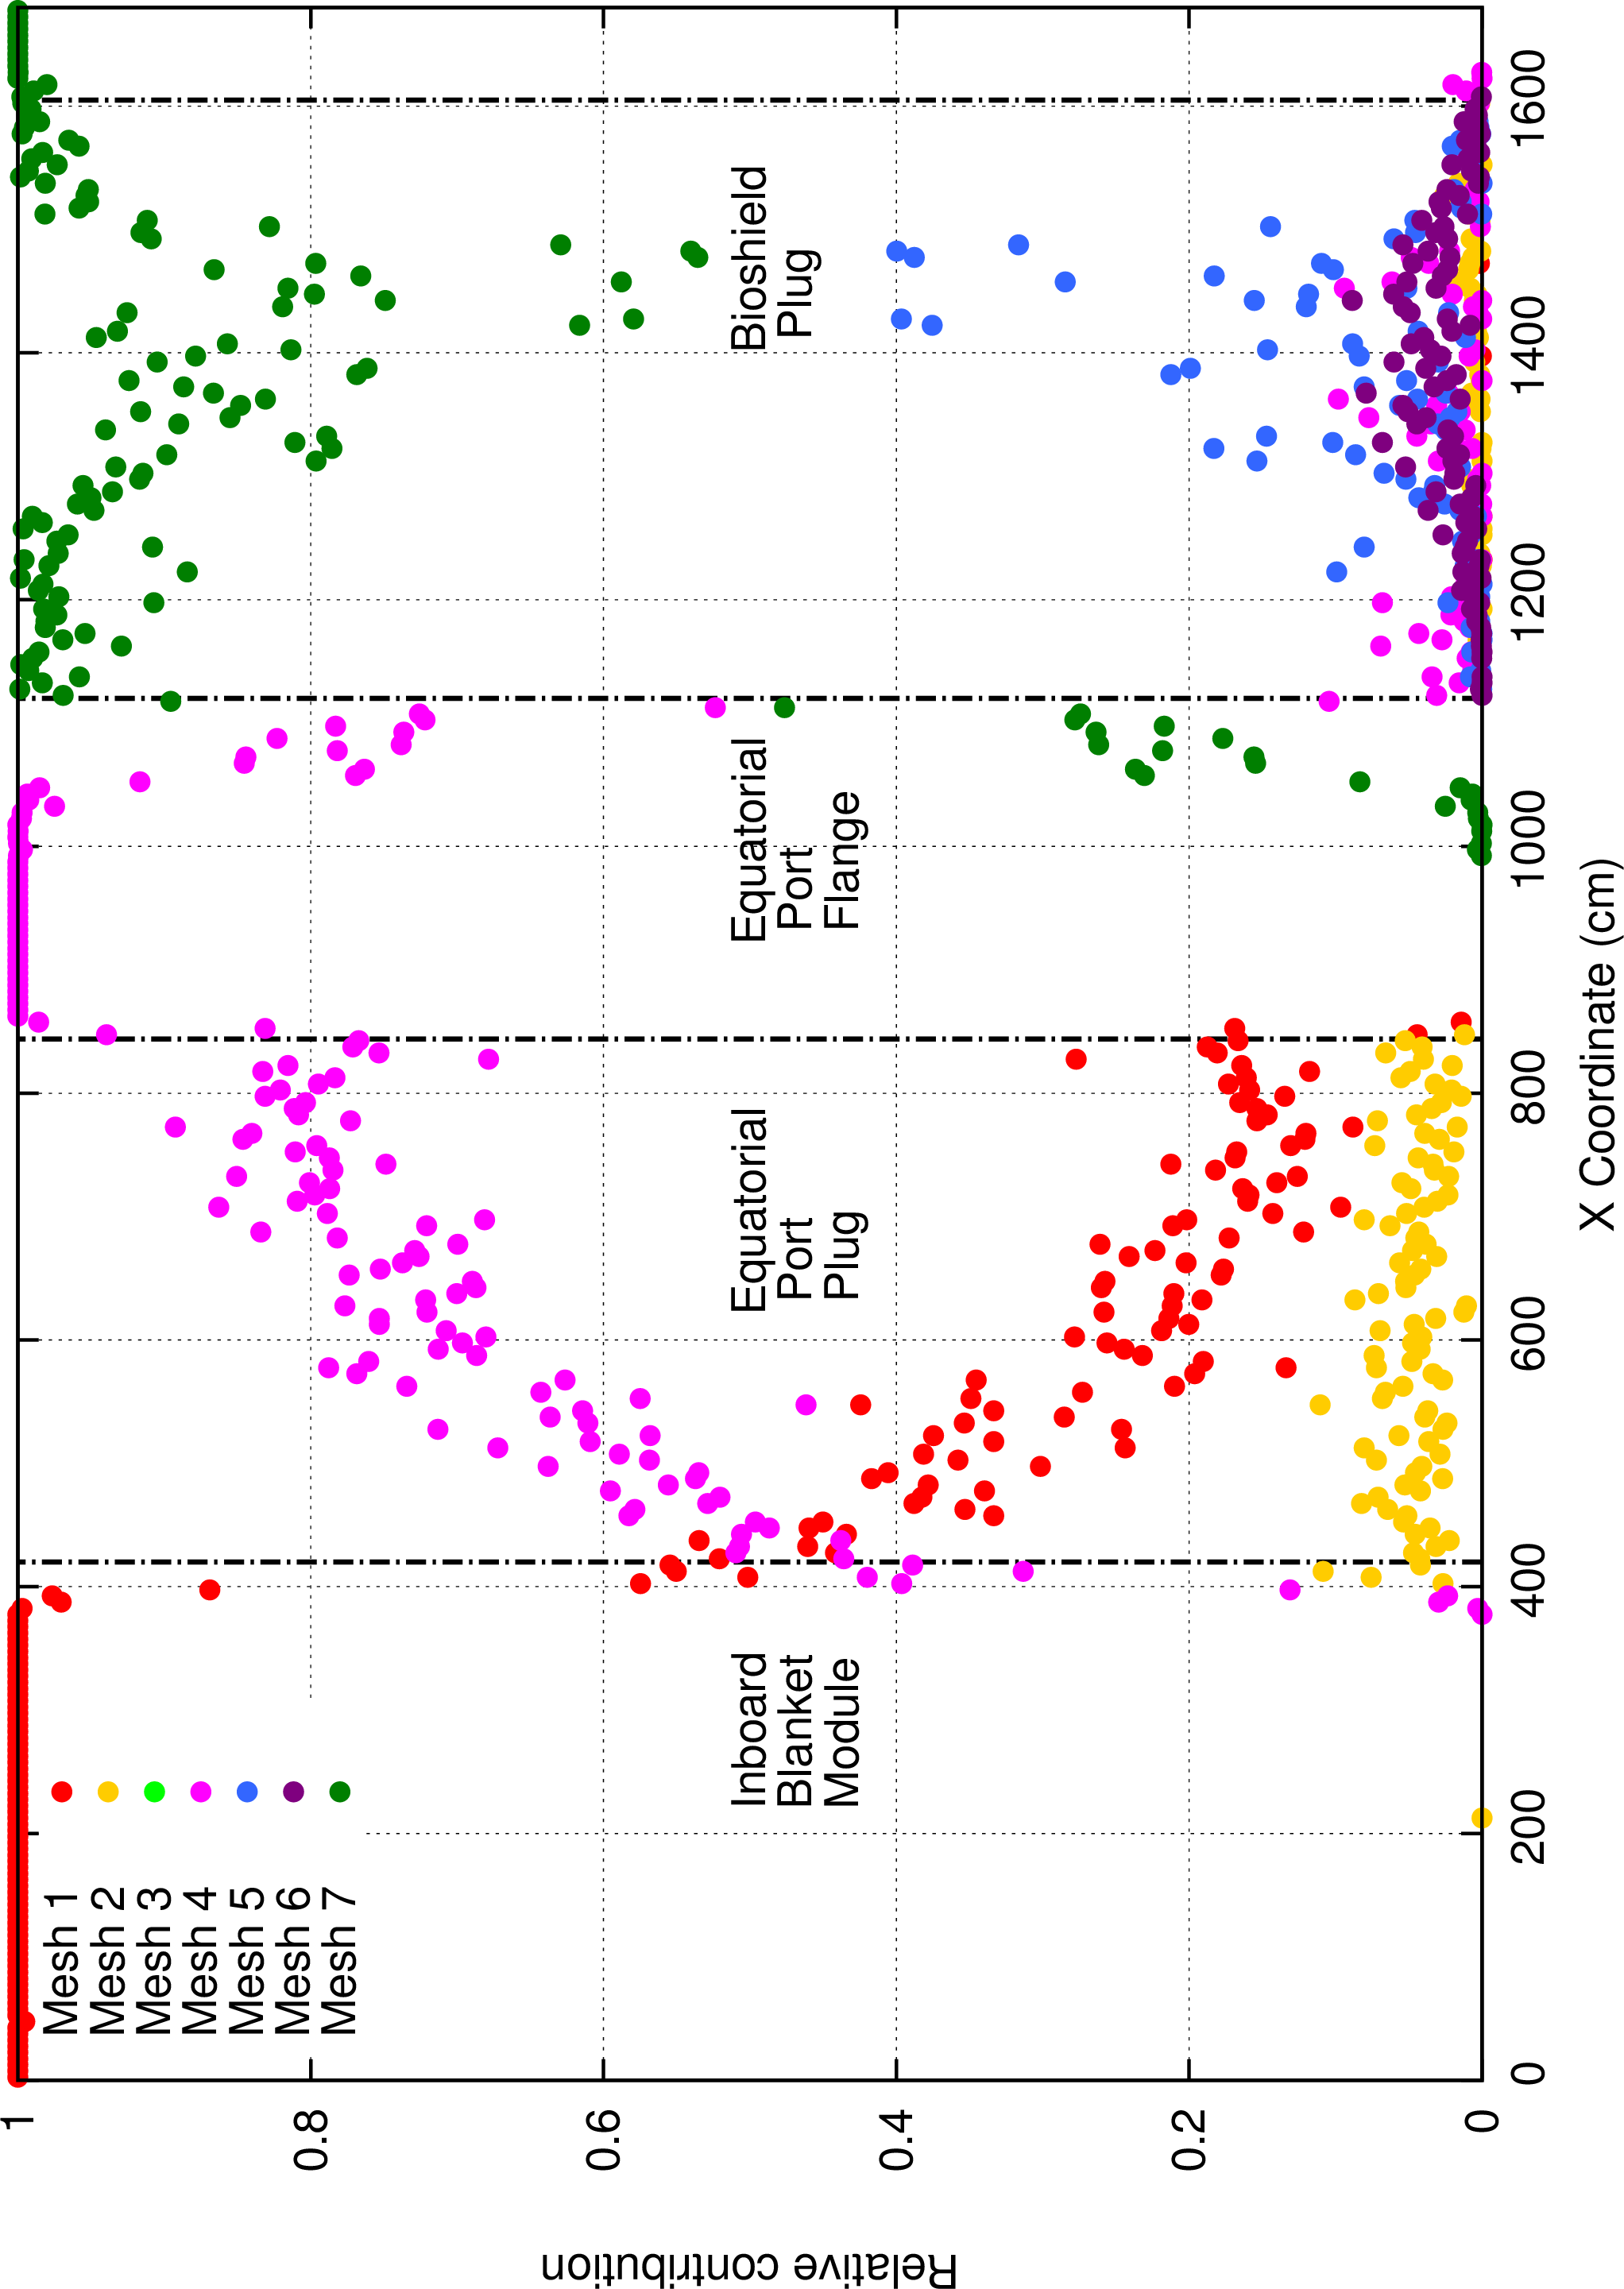 Relative contribution
1
0.8
0.6
0.4
0.2
0
0
200
400
600
800
1000
1200
1400
1600
X Coordinate (cm)
Mesh 1
Mesh 2
Mesh 3
Mesh 4
Mesh 5
Mesh 6
Mesh 7
Inboard
Blanket
Module
Equatorial
Port
Plug
Equatorial
Port
Flange
Bioshield
Plug